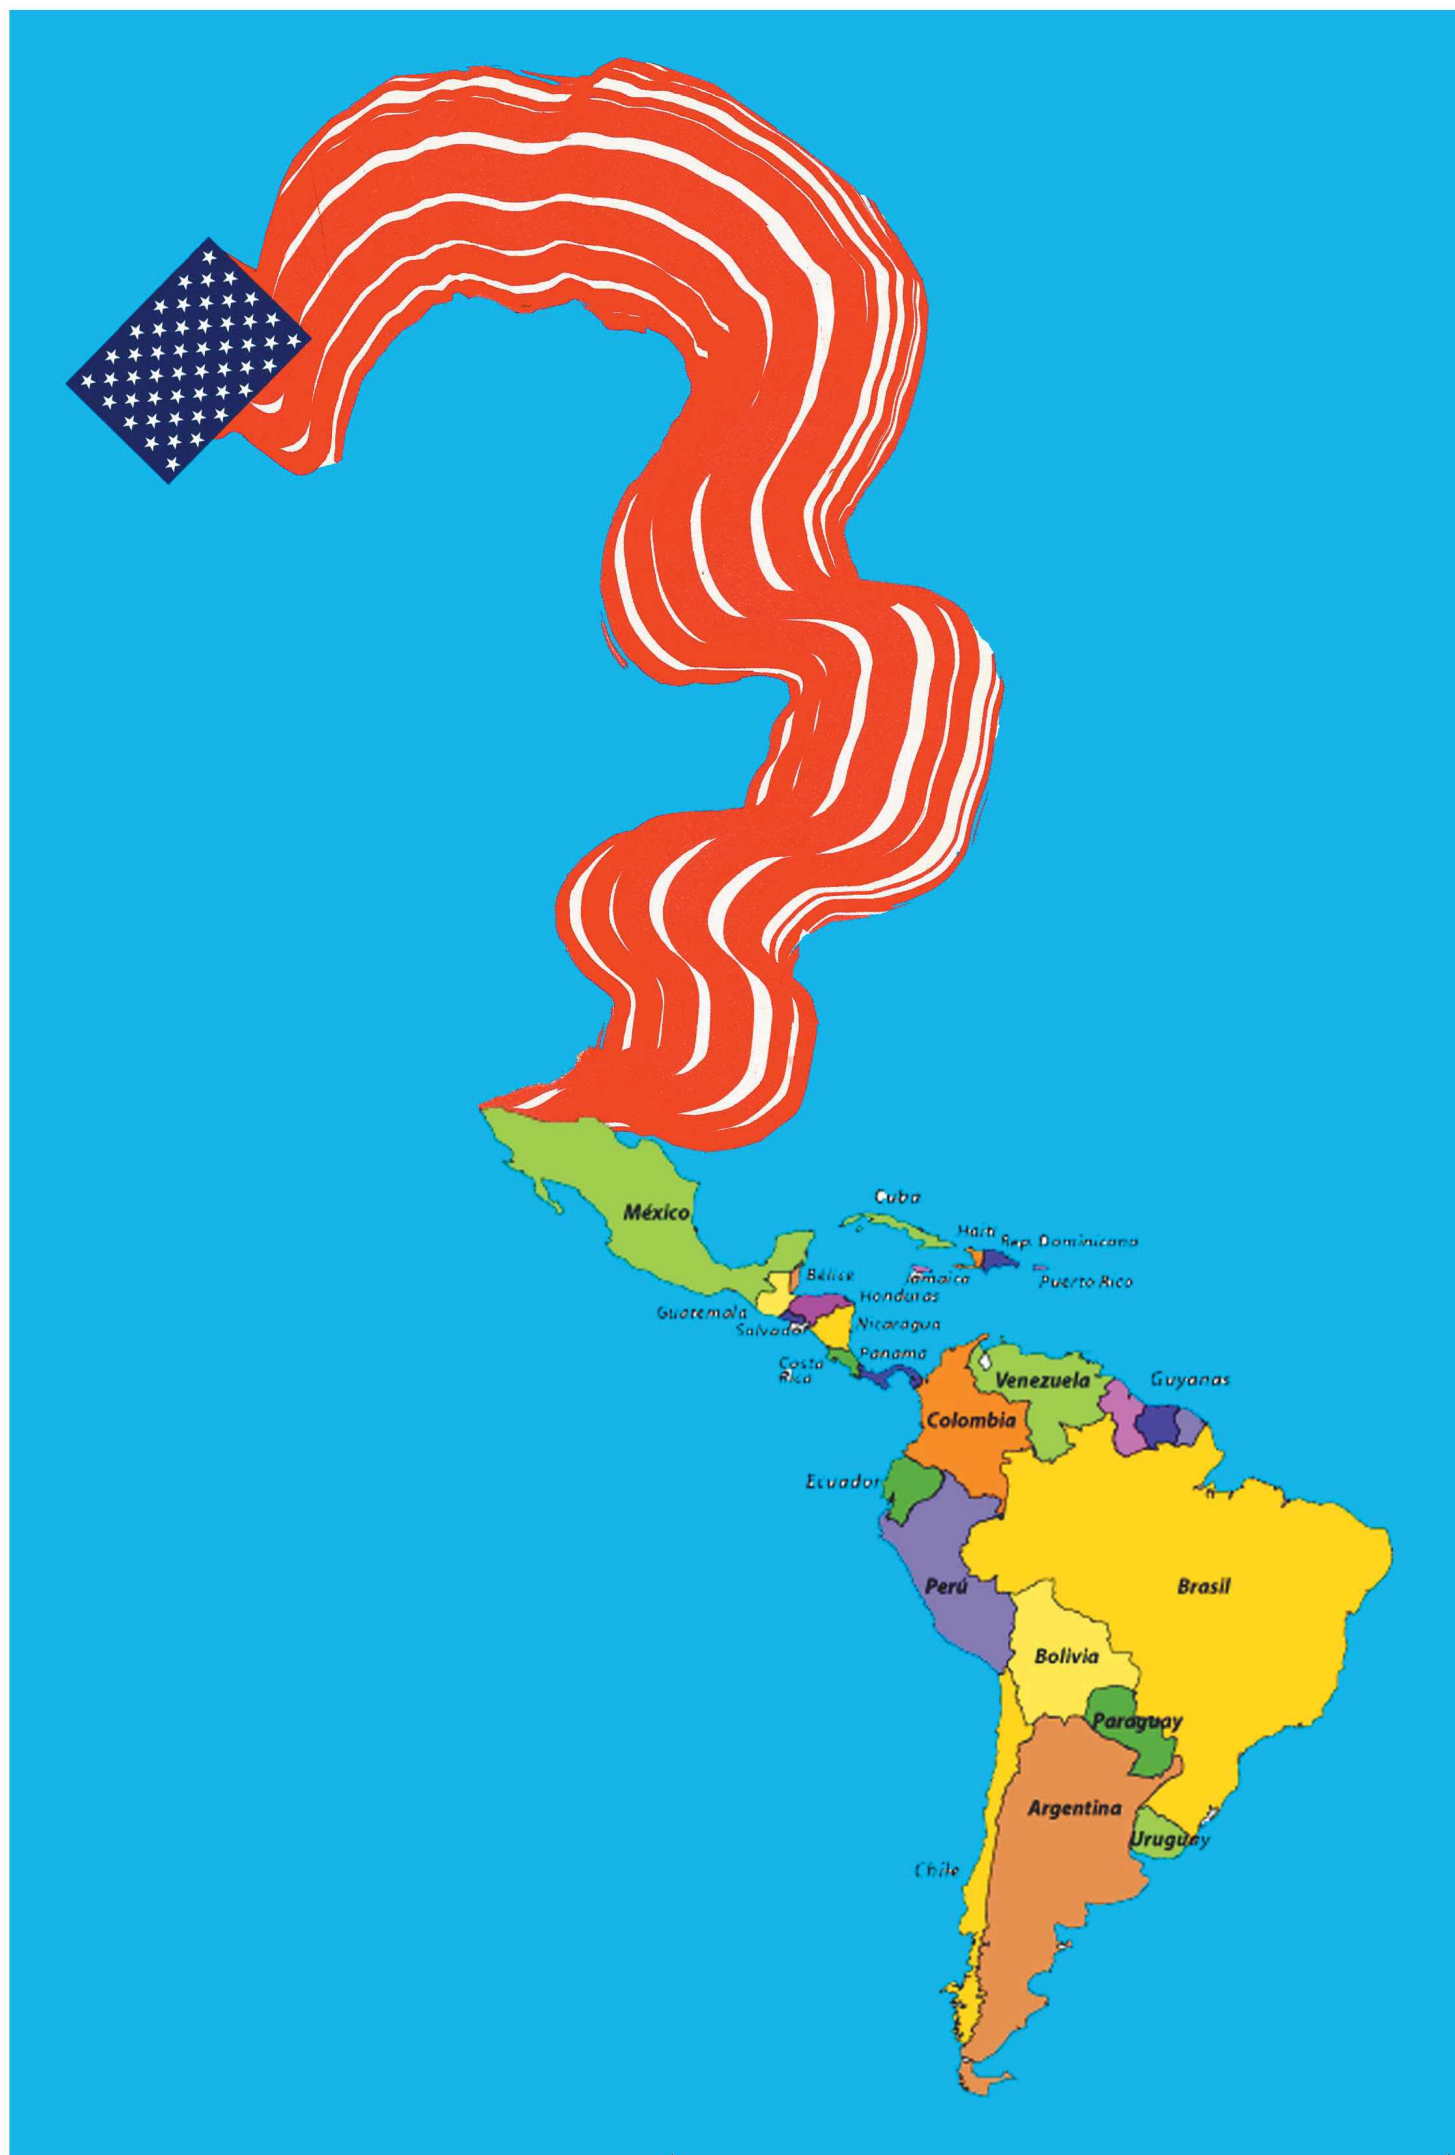 México
Cuba
Haití
Rep. Dominicana
Jamaica
Puerto Rico
Bélice
Honduras
Guatemala
Salvador
Nicaragua
Costa
Rica
Panamá
Venezuela
Guyanas
Colombia
Ecuador
Perú
Brasil
Bolivia
Paraguay
Argentina
Uruguay
Chile